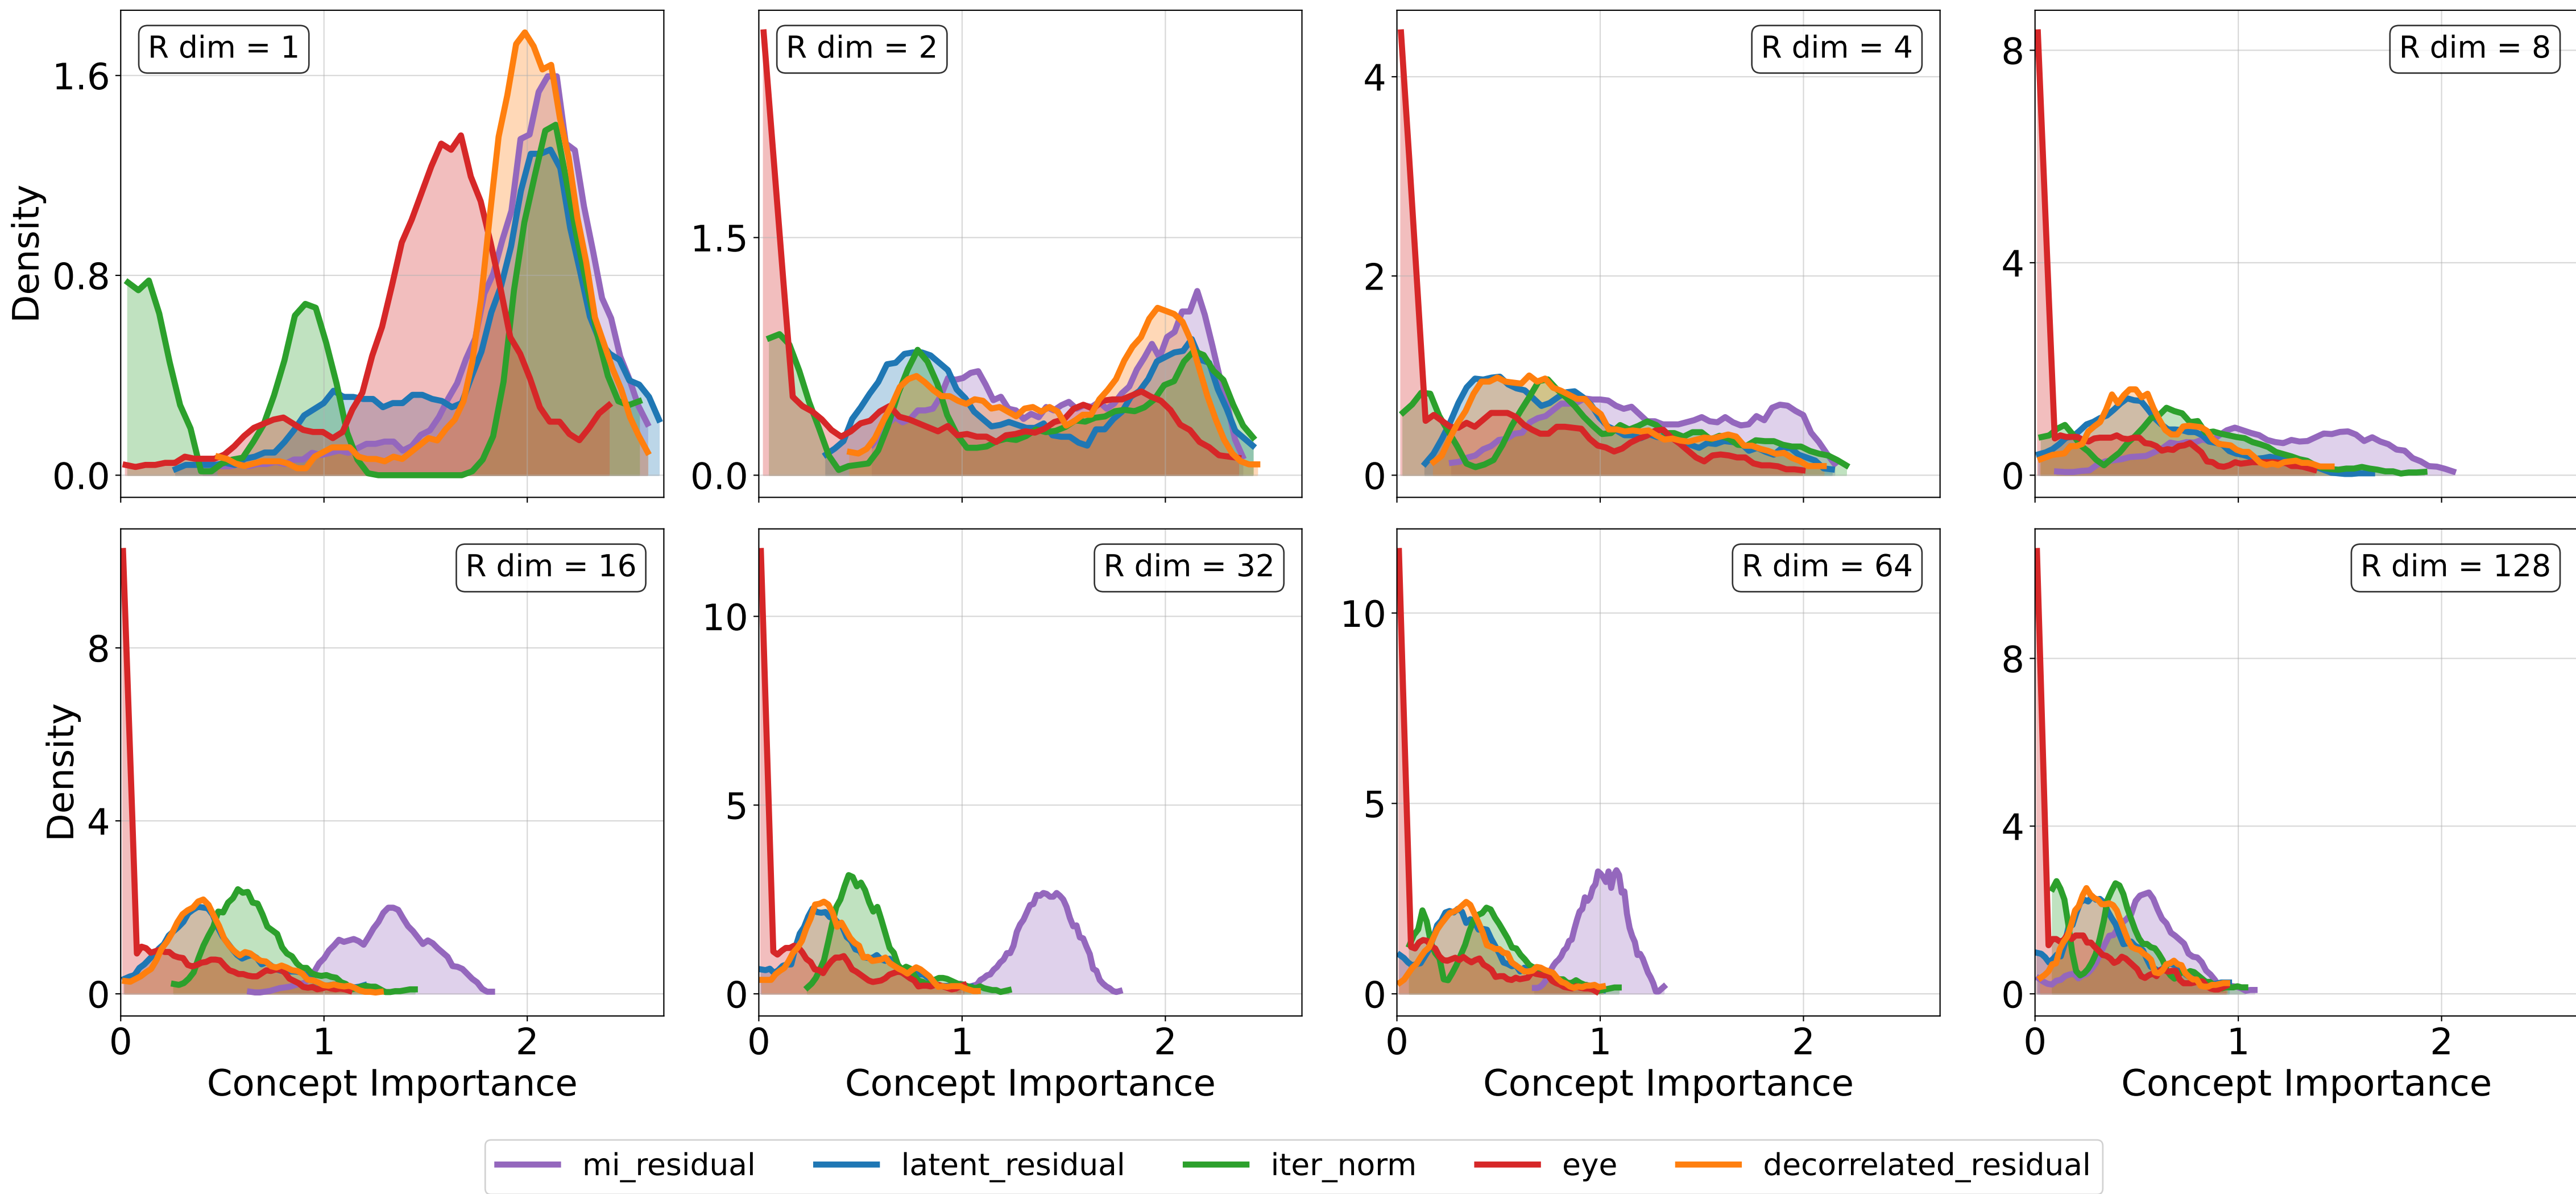 R dim = 1
R dim = 2
R dim = 4
R dim = 8
Density
1.6
0.8
0.0
1.5
0.0
4
2
0
8
4
0
R dim = 16
R dim = 32
R dim = 64
R dim = 128
Density
8
4
0
10
5
0
10
5
0
8
4
0
0 1 2
0 1 2
0 1 2
0 1 2
Concept Importance
Concept Importance
Concept Importance
Concept Importance
mi_residual latent_residual iter_norm eye decorrelated_residual